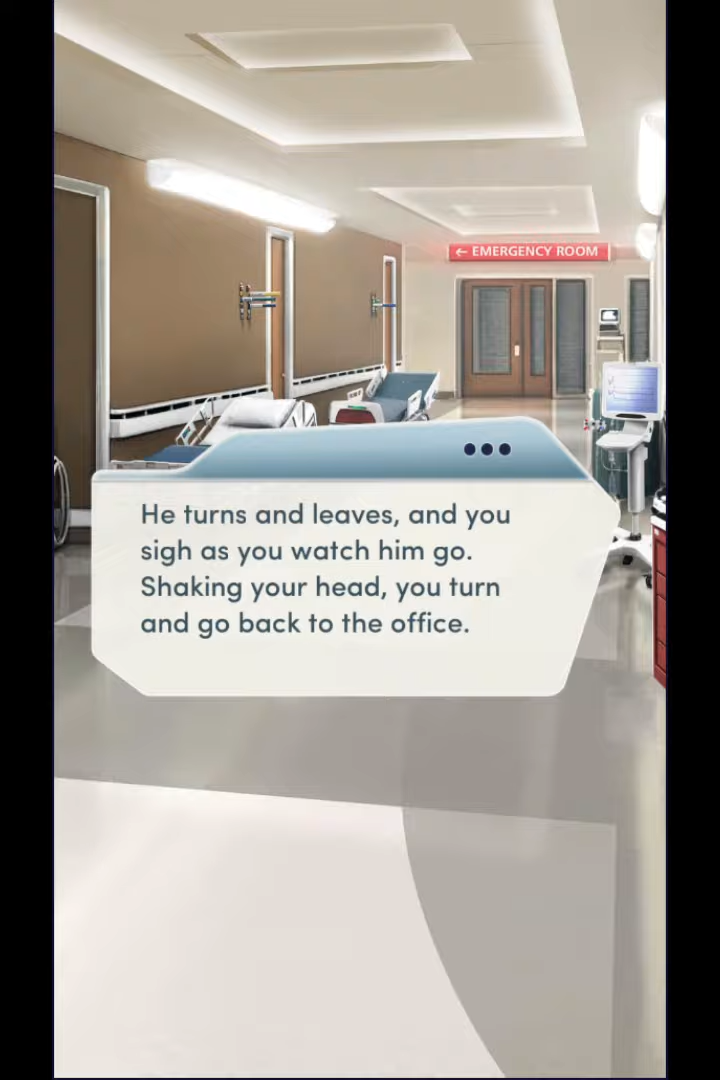 ← EMERGENCY ROOM
He turns and leaves, and you
sigh as you watch him go.
Shaking your head, you turn
and go back to the office.